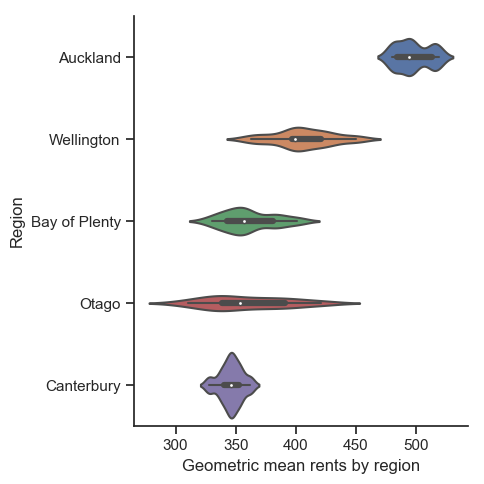 Auckland
Wellington
Bay of Plenty
Otago
Canterbury
Region
300 350 400 450 500
Geometric mean rents by region